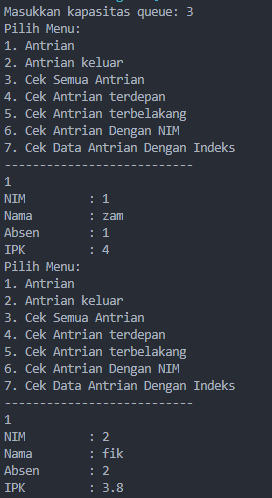 Masukkan kapasitas queue: 3
Pilih Menu:
1. Antrian
2. Antrian keluar
3. Cek Semua Antrian
4. Cek Antrian terdepan
5. Cek Antrian terbelakang
6. Cek Antrian Dengan NIM
7. Cek Data Antrian Dengan Indeks
---------------------------
1
NIM        : 1
Nama       : zam
Absen      : 1
IPK        : 4
Pilih Menu:
1. Antrian
2. Antrian keluar
3. Cek Semua Antrian
4. Cek Antrian terdepan
5. Cek Antrian terbelakang
6. Cek Antrian Dengan NIM
7. Cek Data Antrian Dengan Indeks
---------------------------
1
NIM        : 2
Nama       : fik
Absen      : 2
IPK        : 3.8